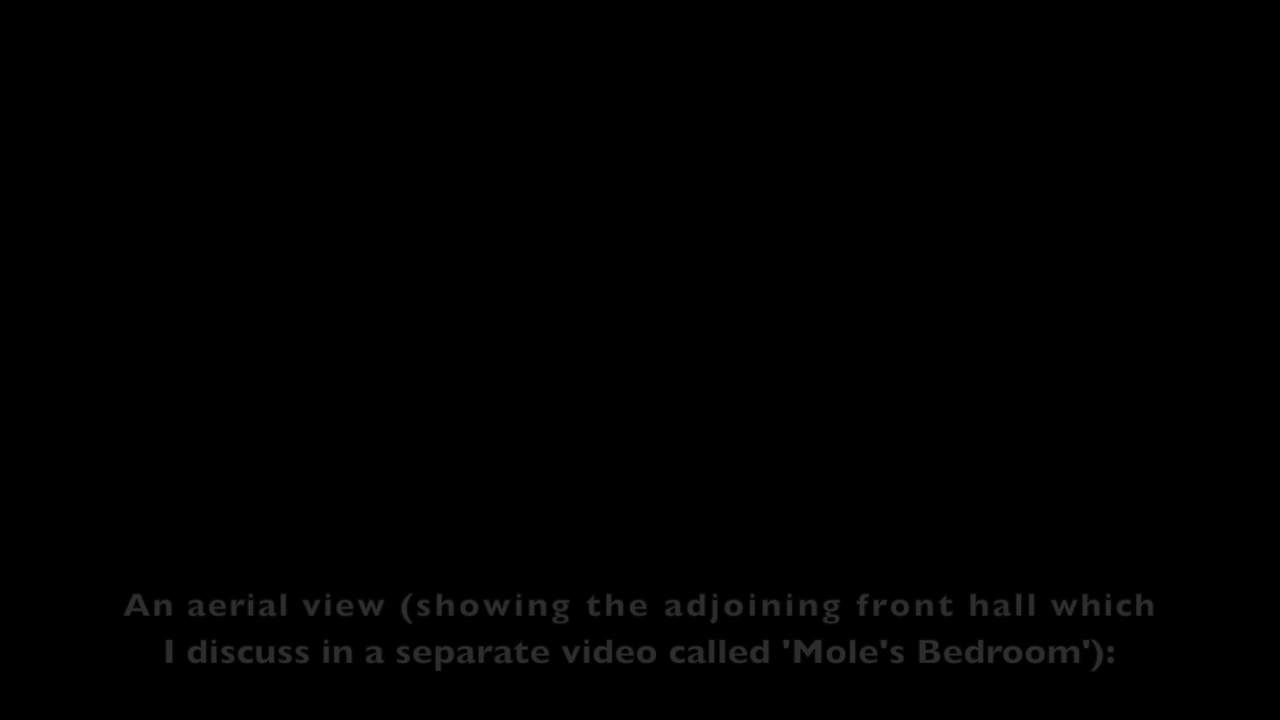 An aerial view (showing the adjoining front hall which
I discuss in a separate video called 'Mole's Bedroom'):